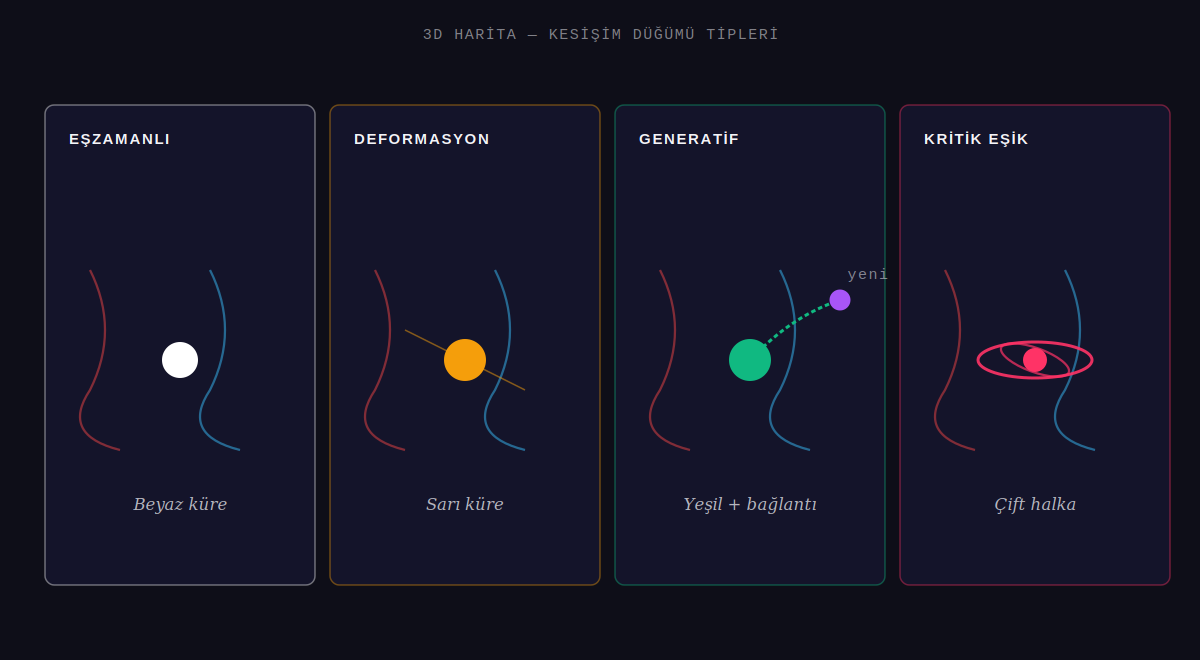 3D HARİTA — KESİŞİM DÜĞÜMÜ TİPLERİ
EŞZAMANLI
Beyaz küre
DEFORMASYON
Sarı küre
GENERATİF
yeni
Yeşil + bağlantı
KRİTİK EŞİK
Çift halka